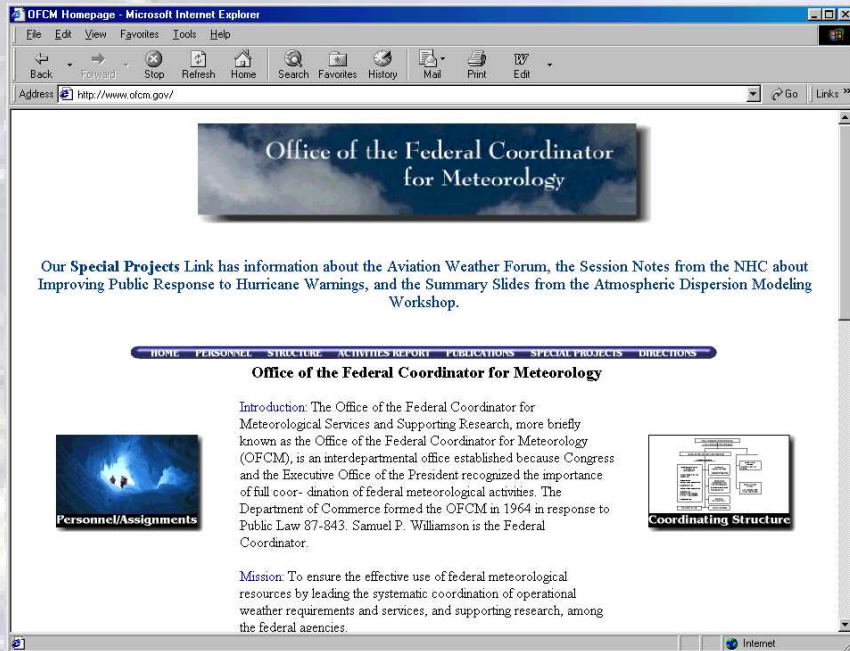 OFCM Homepage - Microsoft Internet Explorer
File Edit View Favorites Tools Help
Back Forward Stop Refresh Home Search Favorites History Mail Print Edit
Address http://www.ofcm.gov/ Go Links »
Office of the Federal Coordinator
for Meteorology
Our Special Projects Link has information about the Aviation Weather Forum, the Session Notes from the NHC about
Improving Public Response to Hurricane Warnings, and the Summary Slides from the Atmospheric Dispersion Modeling
Workshop.
HOME PERSONNEL STRUCTURE ACTIVITIES REPORT PUBLICATIONS SPECIAL PROJECTS DIRECTIONS
Office of the Federal Coordinator for Meteorology
Introduction: The Office of the Federal Coordinator for
Meteorological Services and Supporting Research, more briefly
known as the Office of the Federal Coordinator for Meteorology
(OFCM), is an interdepartmental office established because Congress
and the Executive Office of the President recognized the importance
of full coor- dination of federal meteorological activities. The
Department of Commerce formed the OFCM in 1964 in response to
Public Law 87-843. Samuel P. Williamson is the Federal
Coordinator.
Personnel/Assignments
Coordinating Structure
Mission: To ensure the effective use of federal meteorological
resources by leading the systematic coordination of operational
weather requirements and services, and supporting research, among
the federal agencies.
Internet